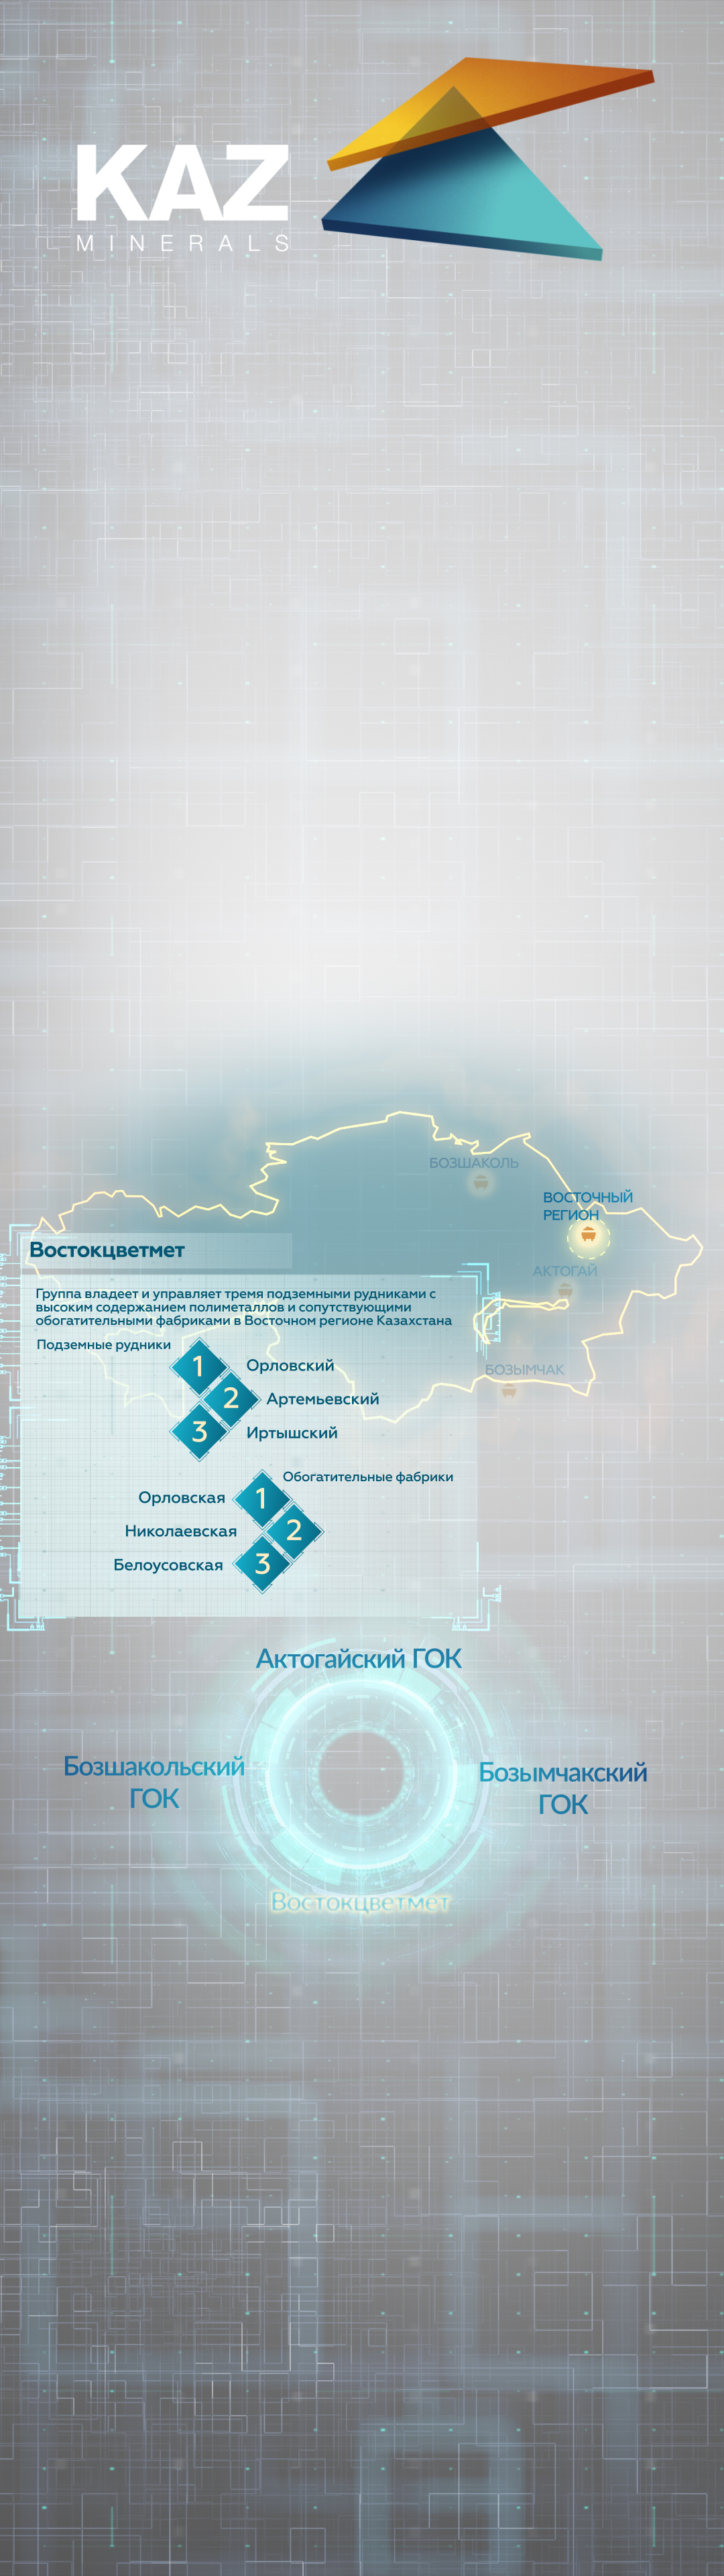 KAZ
MINERALS
БОЗШАКОЛЬ
ВОСТОЧНЫЙ
РЕГИОН
АКТОГАЙ
БОЗЫМЧАК
Востокцветмет
Группа владеет и управляет тремя подземными рудниками с
высоким содержанием полиметаллов и сопутствующими
обогатительными фабриками в Восточном регионе Казахстана
Подземные рудники
1 Орловский
2 Артемьевский
3 Иртышский
Обогатительные фабрики
Орловская 1
Николаевская 2
Белоусовская 3
Актогайский ГОК
Бозшакольский
ГОК
Бозымчакский
ГОК
Востокцветмет